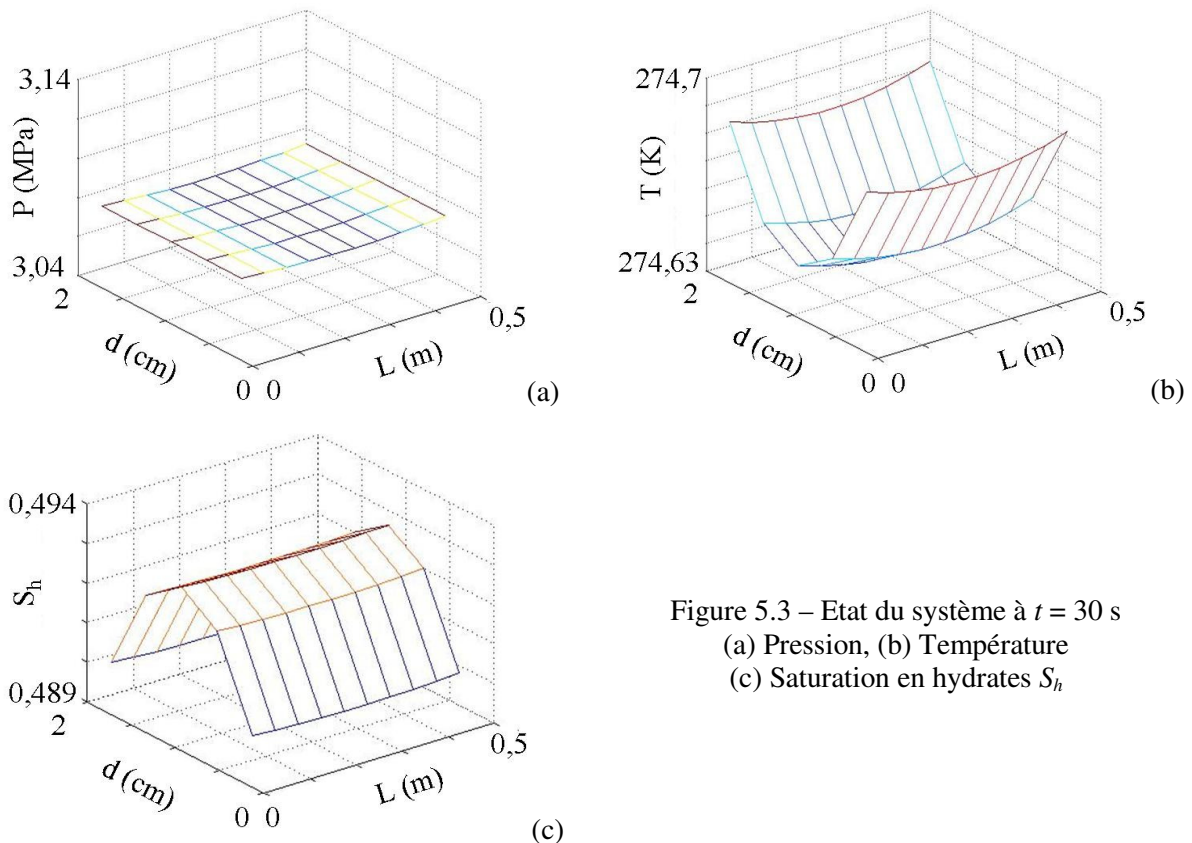 3,14
P (MPa)
3,04
2
d (cm)
0 0
L (m)
0,5
(a)
274,7
T (K)
274,63
2
d (cm)
0 0
L (m)
0,5
(b)
0,494
S_h
0,489
2
d (cm)
0 0
L (m)
0,5
(c)
Figure 5.3 – Etat du système à t = 30 s
(a) Pression, (b) Température
(c) Saturation en hydrates S_h